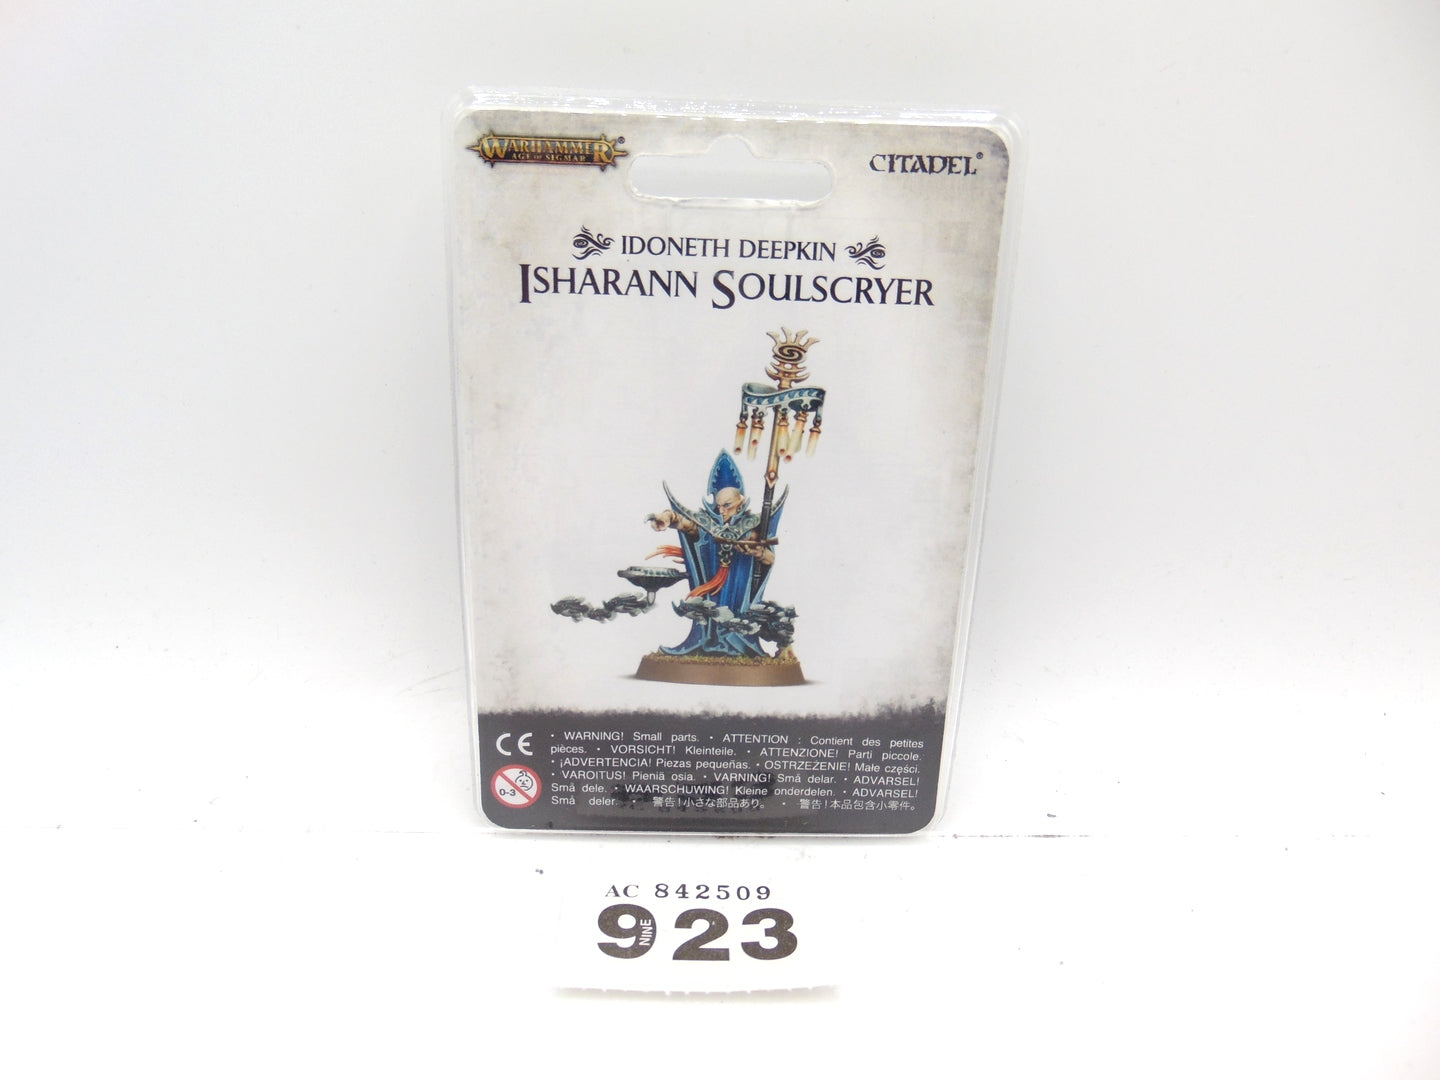 WARHAMMER®
AGE OF SIGMAR
CITADEL®
IDONETH DEEPKIN
ISHARANN SOULSCRYER
CE
0-3
• WARNING! Small parts. • ATTENTION : Contient des petites
pièces. • VORSICHT! Kleinteile. • ATTENZIONE! Parti piccole.
• ¡ADVERTENCIA! Piezas pequeñas. • OSTRZEŻENIE! Małe części.
• VAROITUS! Pieniä osia. • VARNING! Små delar. • ADVARSEL!
Små dele. • WAARSCHUWING! Kleine onderdelen. • ADVARSEL!
Små deler. • 警告!小さな部品あり。 • 警告!本品包含小零件。
AC 842509
923
NINE